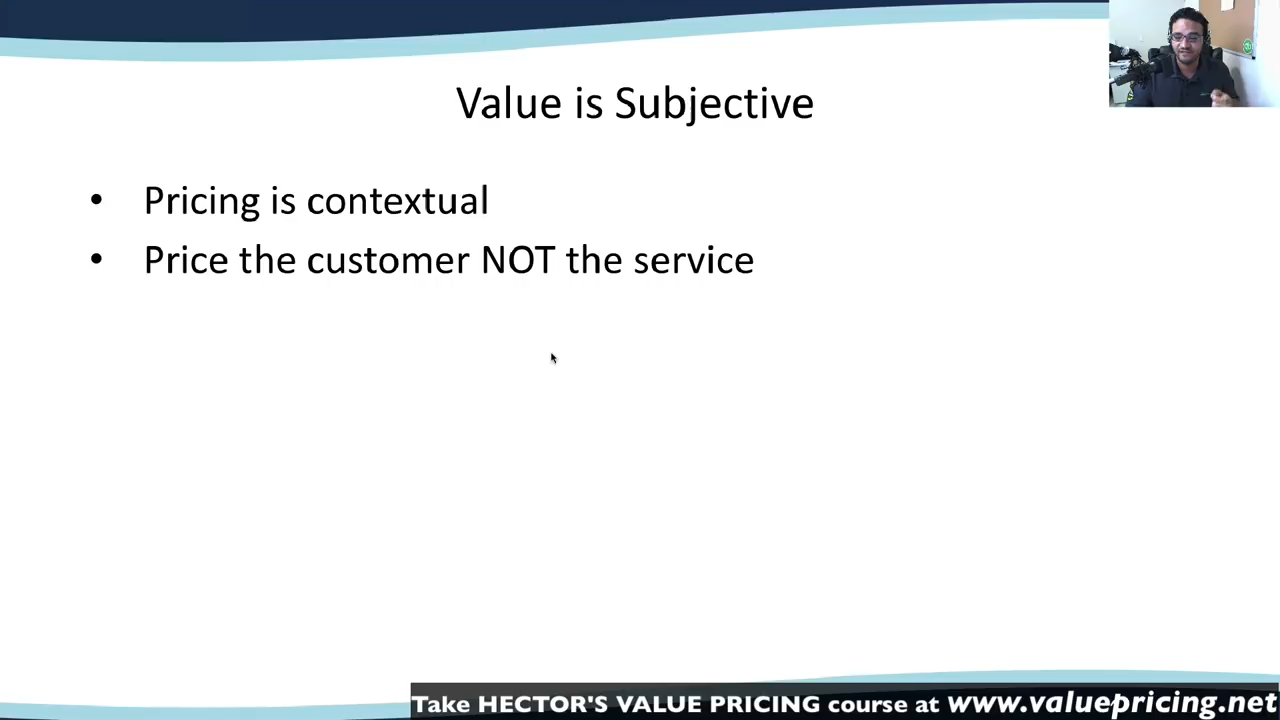 Value is Subjective
• Pricing is contextual
• Price the customer NOT the service
Take HECTOR'S VALUE PRICING course at www.valuepricing.net